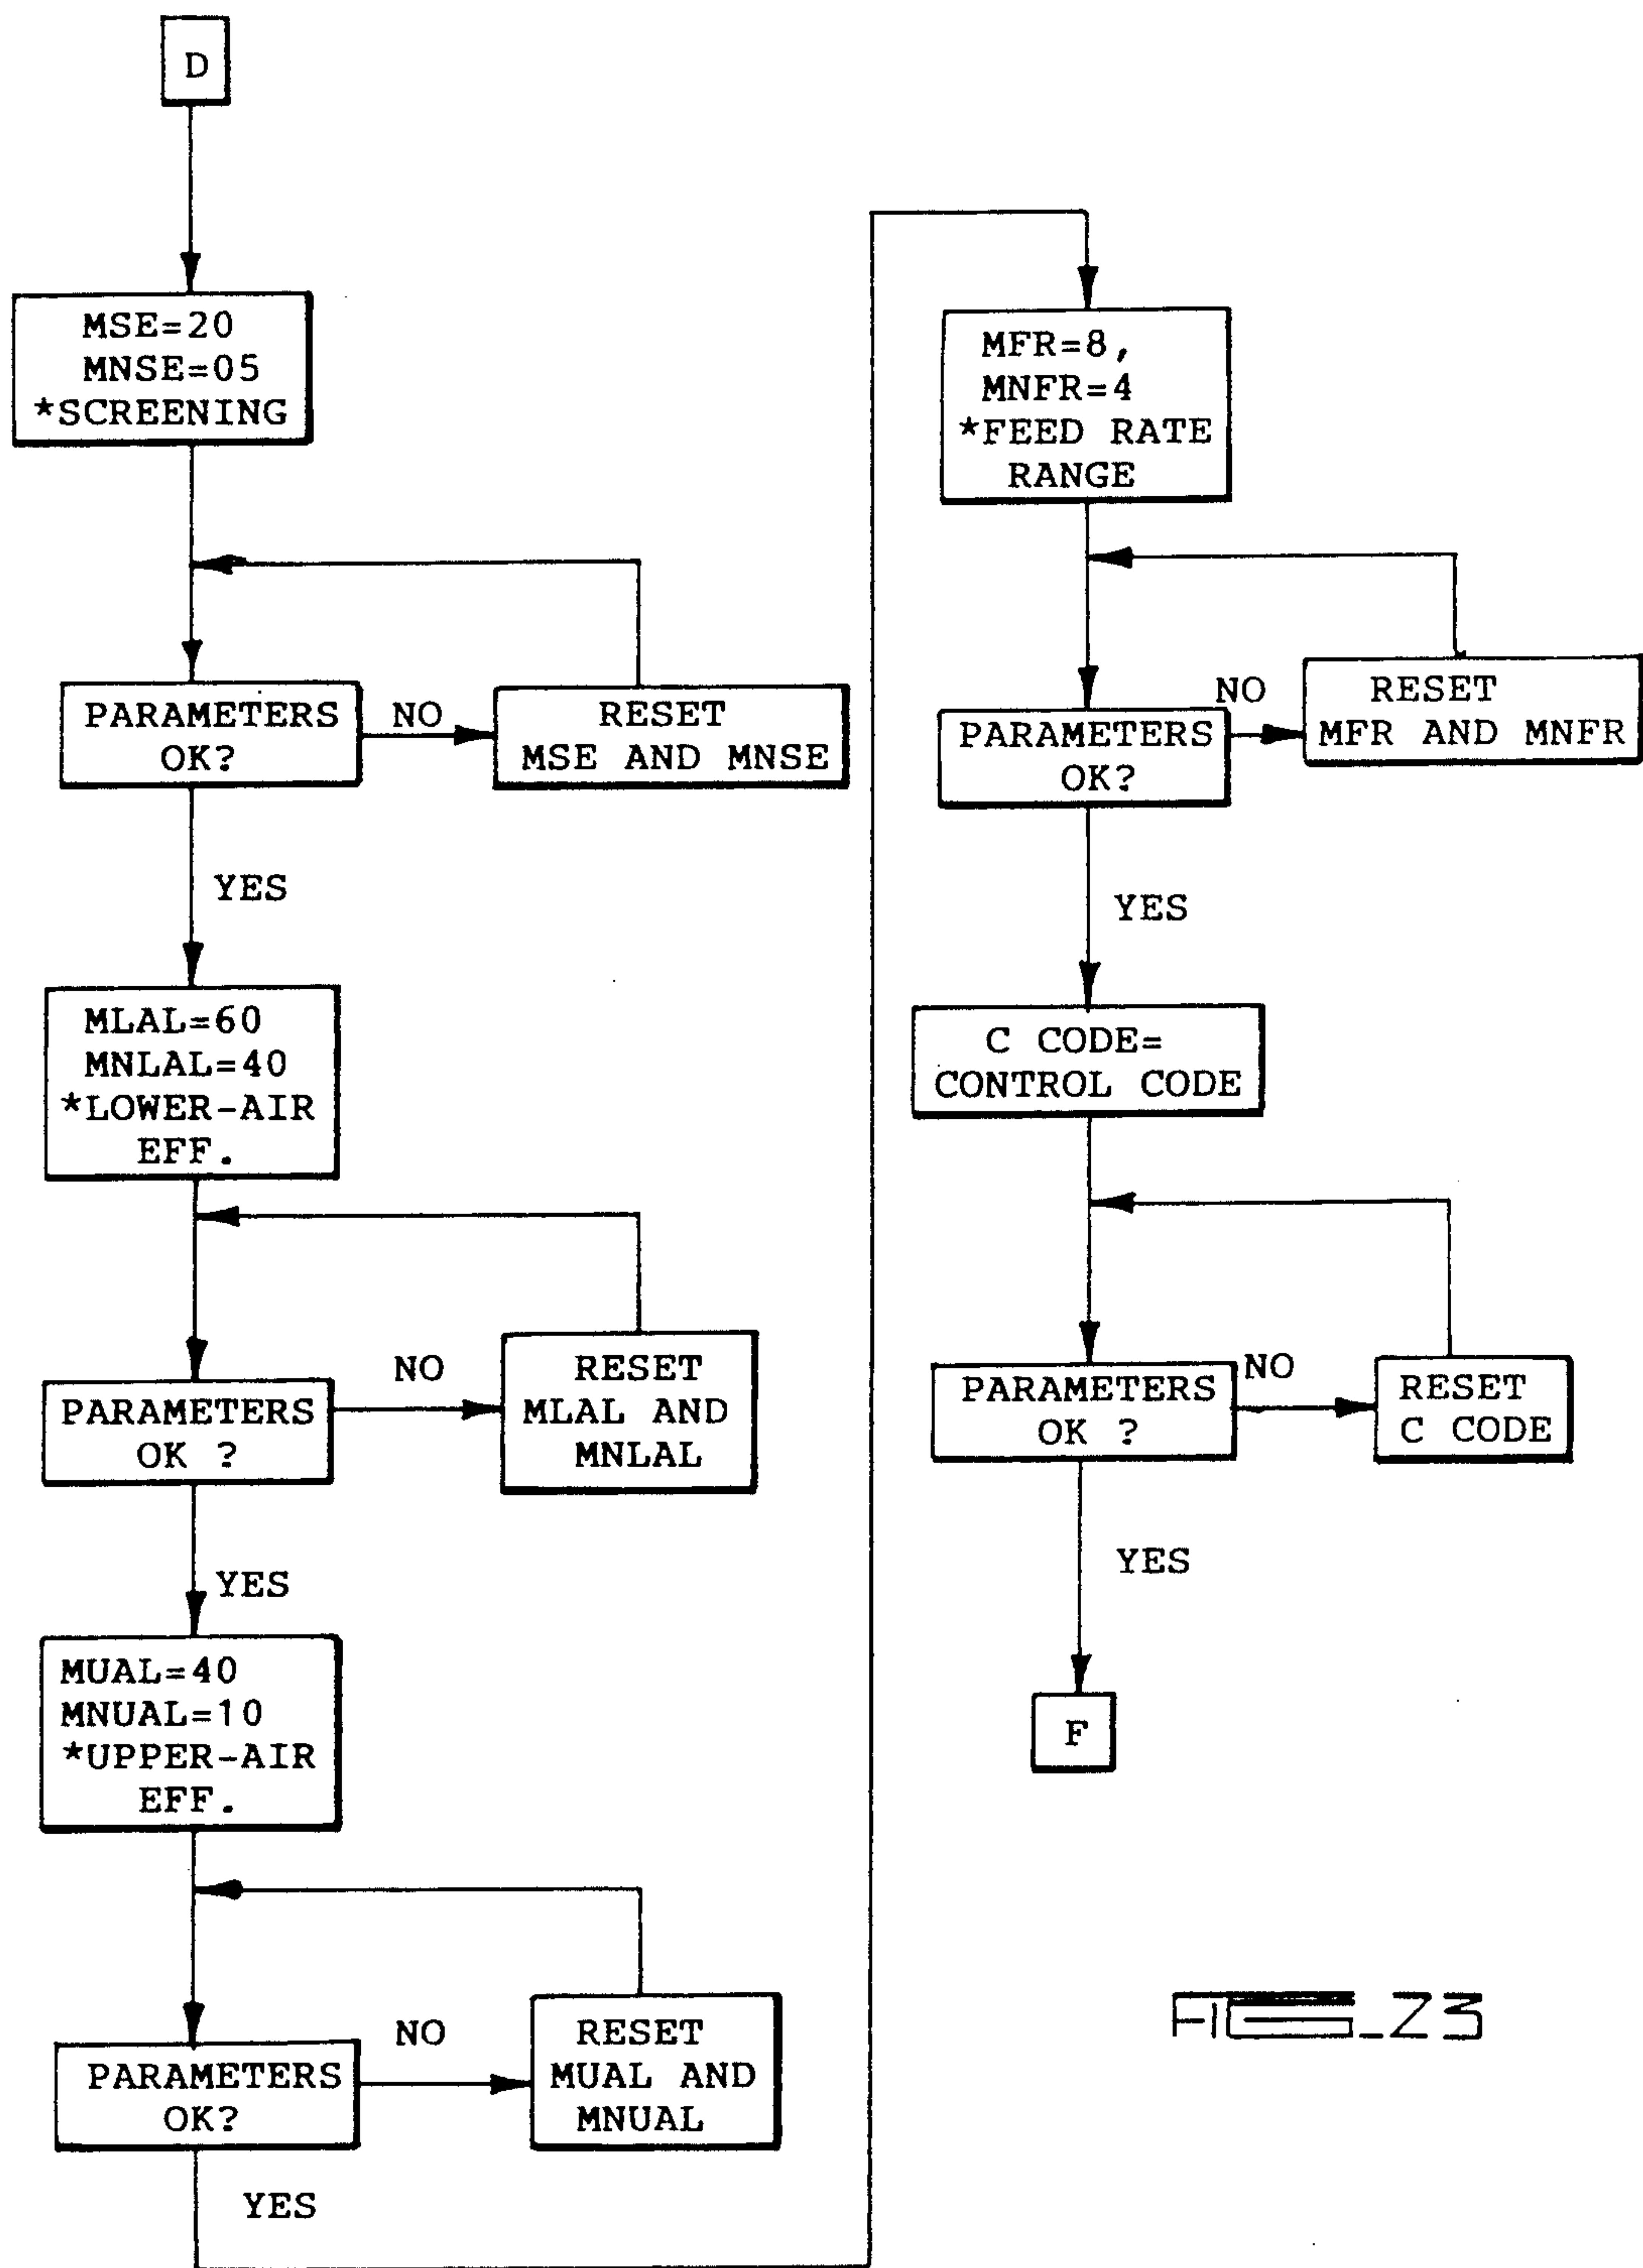 D
MSE=20
MNSE=05
*SCREENING
PARAMETERS
OK?
NO
RESET
MSE AND MNSE
YES
MLAL=60
MNLAL=40
*LOWER-AIR
EFF.
PARAMETERS
OK ?
NO
RESET
MLAL AND
MNLAL
YES
MUAL=40
MNUAL=10
*UPPER-AIR
EFF.
PARAMETERS
OK?
NO
RESET
MUAL AND
MNUAL
YES
MFR=8,
MNFR=4
*FEED RATE
RANGE
PARAMETERS
OK?
NO
RESET
MFR AND MNFR
YES
C CODE=
CONTROL CODE
PARAMETERS
OK ?
NO
RESET
C CODE
YES
F
FIG_23